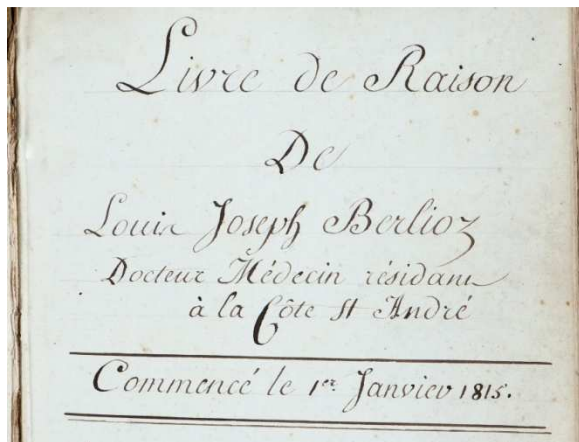 Livre de Raison
De
Louis Joseph Berlioz
Docteur Médecin résidant
à la Côte St André
Commencé le 1er Janvier 1815.